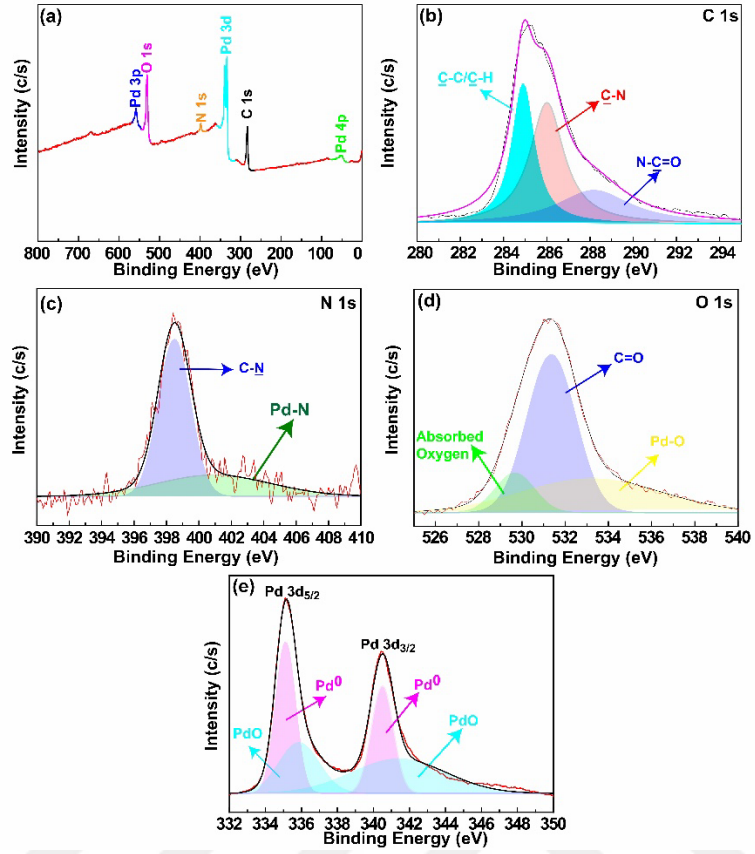 (a)
Pd 3p
O 1s
N 1s
Pd 3d
C 1s
Pd 4p
Intensity (c/s)
800 700 600 500 400 300 200 100 0
Binding Energy (eV)
(b)
C 1s
C-C/C-H
C-N
N-C=O
Intensity (c/s)
280 282 284 286 288 290 292 294
Binding Energy (eV)
(c)
N 1s
C-N
Pd-N
Intensity (c/s)
390 392 394 396 398 400 402 404 406 408 410
Binding Energy (eV)
(d)
O 1s
C=O
Absorbed
Oxygen
Pd-O
Intensity (c/s)
526 528 530 532 534 536 538 540
Binding Energy (eV)
(e)
Pd 3d5/2
Pd 3d3/2
Pd0
Pd0
PdO
PdO
Intensity (c/s)
332 334 336 338 340 342 344 346 348 350
Binding Energy (eV)